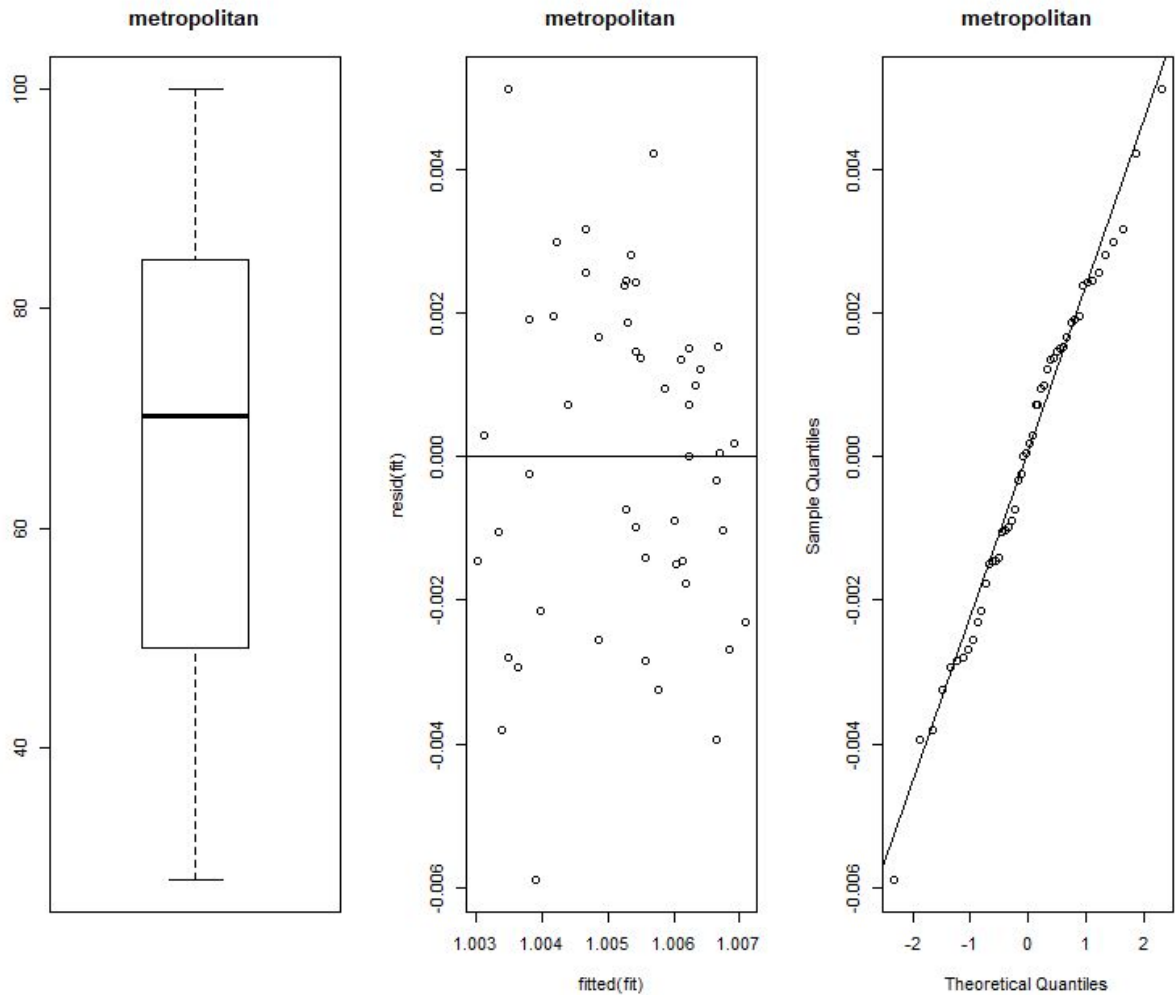 metropolitan
100
80
60
40
metropolitan
resid(fit)
0.004
0.002
0.000
-0.002
-0.004
-0.006
1.003 1.004 1.005 1.006 1.007
fitted(fit)
metropolitan
Sample Quantiles
0.004
0.002
0.000
-0.002
-0.004
-0.006
-2 -1 0 1 2
Theoretical Quantiles